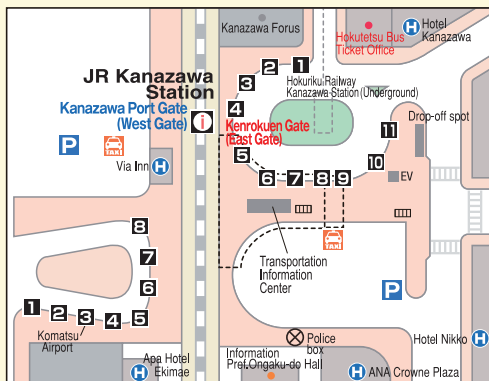 Kanazawa Forus
Hokutetsu Bus
Ticket Office
H
Hotel
Kanazawa
JR Kanazawa
Station
Kanazawa Port Gate
(West Gate)
i
Kenrokuen Gate
(East Gate)
Hokuriku Railway
Kanazawa Station (Underground)
1
2
3
4
5
6
7
8
9
10
11
Drop-off spot
EV
P
TAXI
Via Inn
H
8
7
6
1
2
3
4
5
Komatsu
Airport
Transportation
Information
Center
TAXI
P
Police
box
Apa Hotel
Ekimae
H
Information
Pref.Ongaku-do Hall
H
ANA Crowne Plaza
Hotel Nikko
H